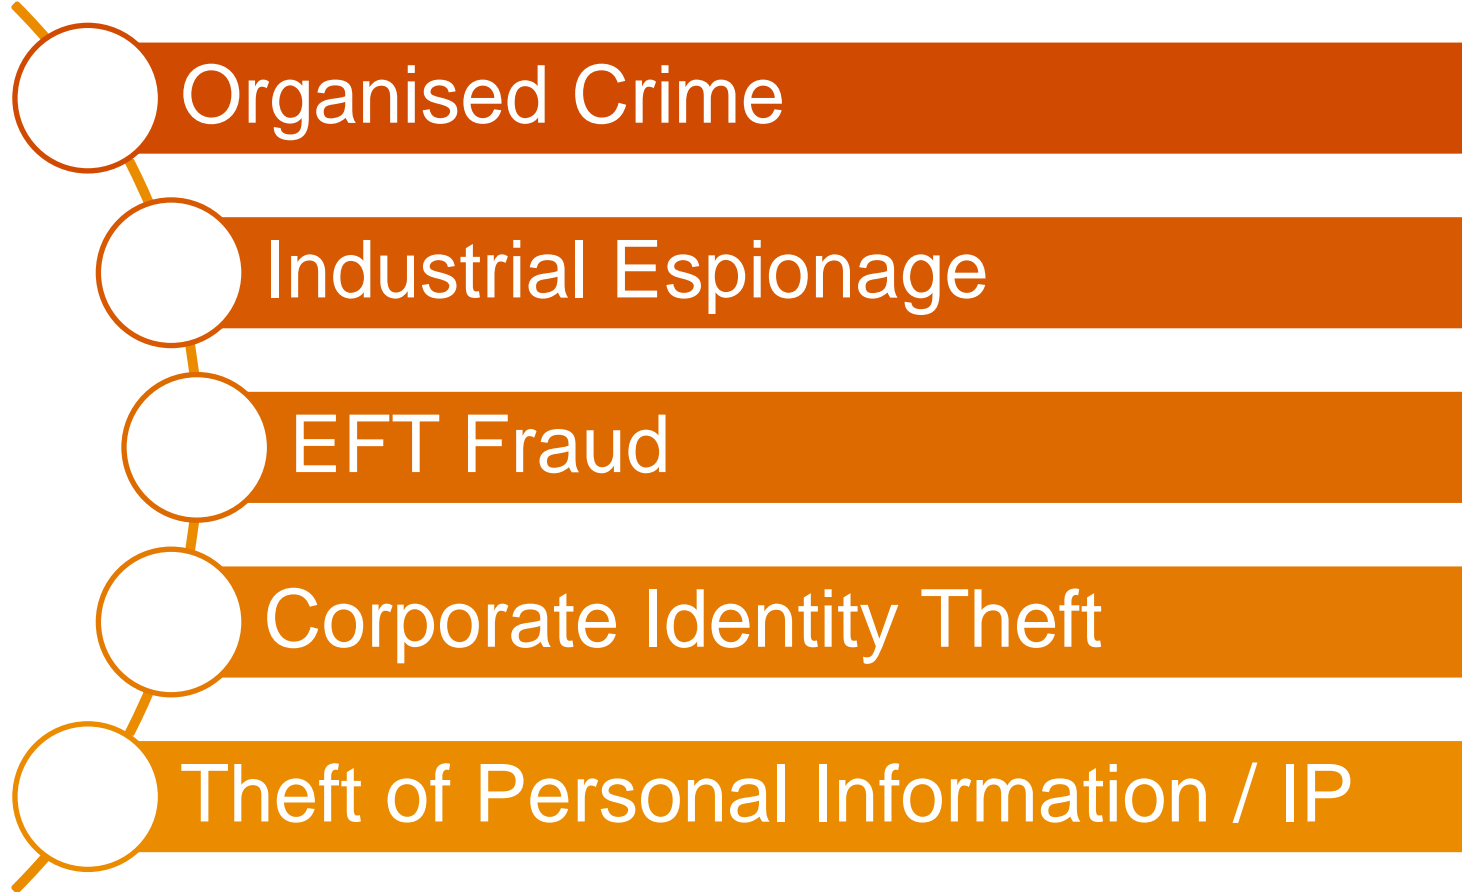 Organised Crime
Industrial Espionage
EFT Fraud
Corporate Identity Theft
Theft of Personal Information / IP